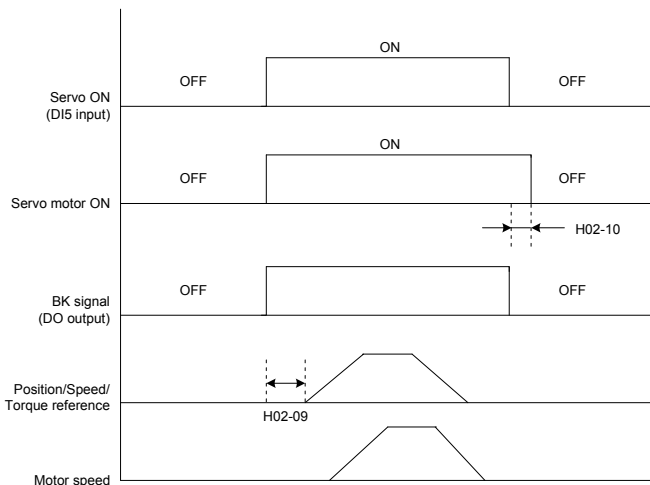 ON
OFF
OFF
Servo ON
(DI5 input)
ON
OFF
OFF
Servo motor ON
H02-10
OFF
OFF
BK signal
(DO output)
Position/Speed/
Torque reference
H02-09
Motor speed